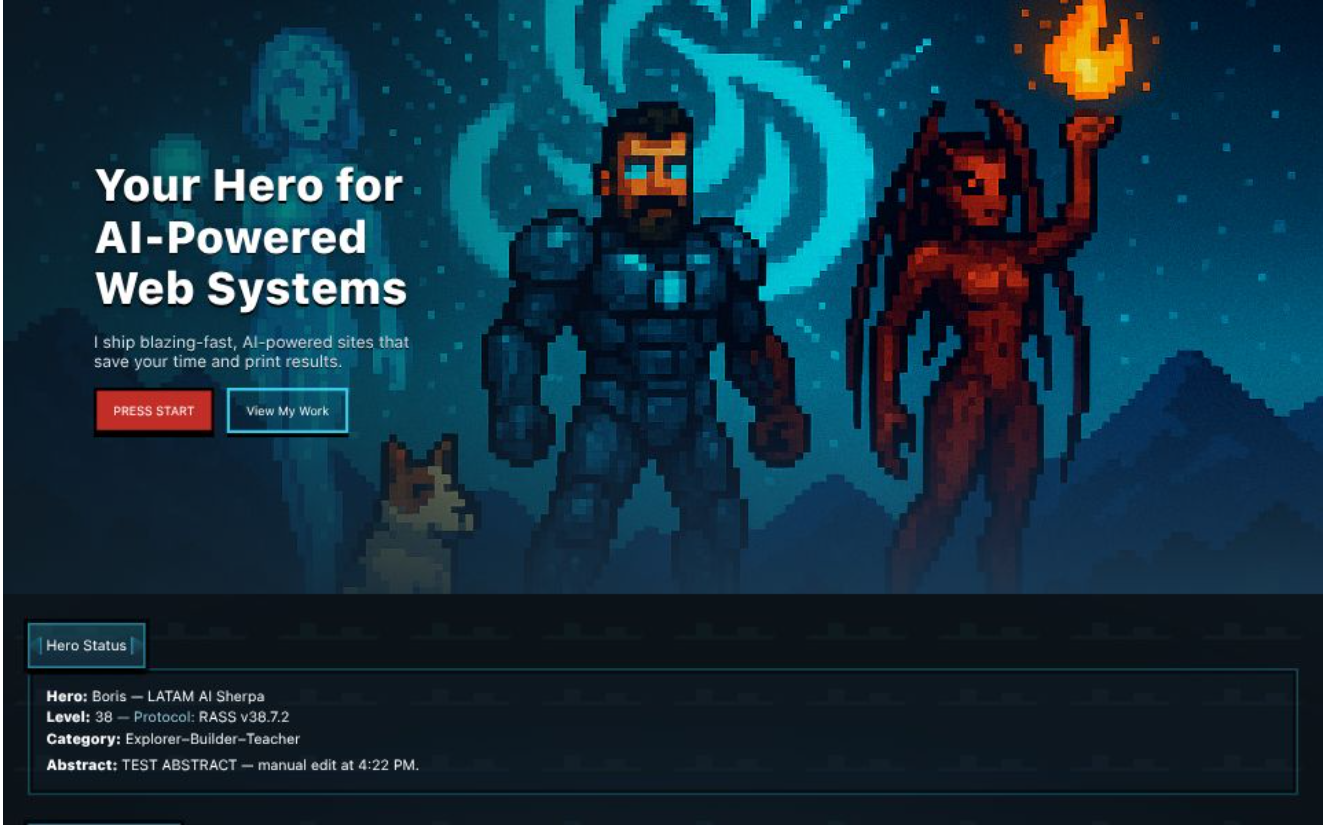 Your Hero for
AI-Powered
Web Systems
I ship blazing-fast, AI-powered sites that
save your time and print results.
PRESS START
View My Work
Hero Status
Hero: Boris — LATAM AI Sherpa
Level: 38 — Protocol: RASS v38.7.2
Category: Explorer–Builder–Teacher
Abstract: TEST ABSTRACT — manual edit at 4:22 PM.